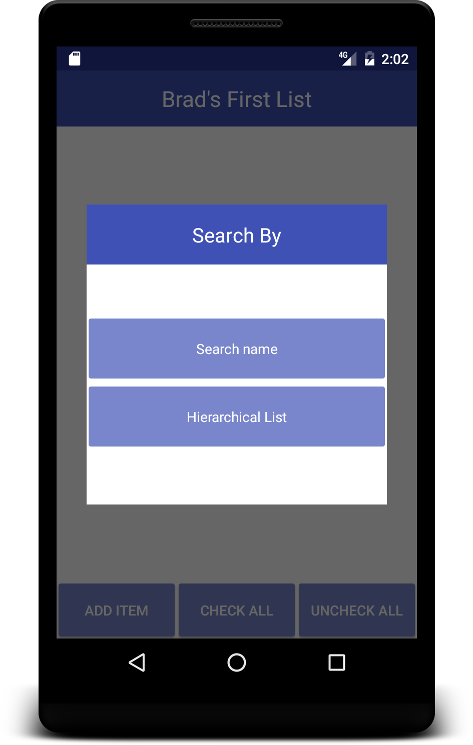 4G 2:02
Brad's First List
Search By
Search name
Hierarchical List
ADD ITEM CHECK ALL UNCHECK ALL